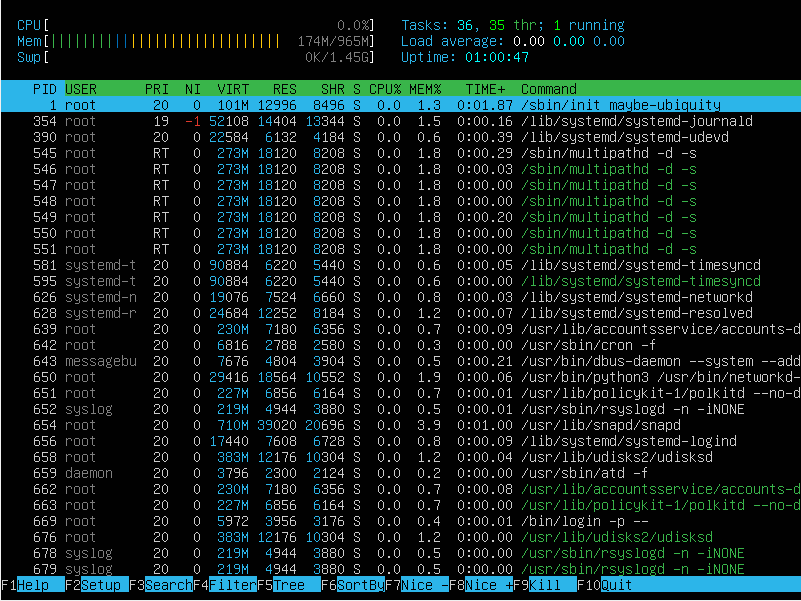 CPU[ 0.0%] Tasks: 36, 35 thr; 1 running
Mem[||||||||||||||||||||||||||||| 174M/965M] Load average: 0.00 0.00 0.00
Swp[ 0K/1.45G] Uptime: 01:00:47
PID USER PRI NI VIRT RES SHR S CPU% MEM% TIME+ Command
1 root 20 0 101M 12996 8496 S 0.0 1.3 0:01.87 /sbin/init maybe-ubiquity
354 root 19 -1 52108 14404 13344 S 0.0 1.5 0:00.16 /lib/systemd/systemd-journald
390 root 20 0 22584 6132 4184 S 0.0 0.6 0:00.39 /lib/systemd/systemd-udevd
545 root RT 0 273M 18120 8208 S 0.0 1.8 0:00.29 /sbin/multipathd -d -s
546 root RT 0 273M 18120 8208 S 0.0 1.8 0:00.03 /sbin/multipathd -d -s
547 root RT 0 273M 18120 8208 S 0.0 1.8 0:00.00 /sbin/multipathd -d -s
548 root RT 0 273M 18120 8208 S 0.0 1.8 0:00.00 /sbin/multipathd -d -s
549 root RT 0 273M 18120 8208 S 0.0 1.8 0:00.20 /sbin/multipathd -d -s
550 root RT 0 273M 18120 8208 S 0.0 1.8 0:00.00 /sbin/multipathd -d -s
551 root RT 0 273M 18120 8208 S 0.0 1.8 0:00.00 /sbin/multipathd -d -s
581 systemd-t 20 0 90884 6220 5440 S 0.0 0.6 0:00.05 /lib/systemd/systemd-timesyncd
595 systemd-t 20 0 90884 6220 5440 S 0.0 0.6 0:00.00 /lib/systemd/systemd-timesyncd
626 systemd-n 20 0 19076 7524 6660 S 0.0 0.8 0:00.03 /lib/systemd/systemd-networkd
628 systemd-r 20 0 24684 12252 8184 S 0.0 1.2 0:00.07 /lib/systemd/systemd-resolved
639 root 20 0 230M 7180 6356 S 0.0 0.7 0:00.09 /usr/lib/accountsservice/accounts-d
642 root 20 0 6816 2788 2580 S 0.0 0.3 0:00.00 /usr/sbin/cron -f
643 messagebu 20 0 7676 4804 3904 S 0.0 0.5 0:00.21 /usr/bin/dbus-daemon --system --add
650 root 20 0 29416 18564 10552 S 0.0 1.9 0:00.06 /usr/bin/python3 /usr/bin/networkd-
651 root 20 0 227M 6856 6164 S 0.0 0.7 0:00.01 /usr/lib/policykit-1/polkitd --no-d
652 syslog 20 0 219M 4944 3880 S 0.0 0.5 0:00.01 /usr/sbin/rsyslogd -n -iNONE
654 root 20 0 710M 39020 20696 S 0.0 3.9 0:01.00 /usr/lib/snapd/snapd
656 root 20 0 17440 7608 6728 S 0.0 0.8 0:00.09 /lib/systemd/systemd-logind
658 root 20 0 383M 12176 10304 S 0.0 1.2 0:00.04 /usr/lib/udisks2/udisksd
659 daemon 20 0 3796 2300 2124 S 0.0 0.2 0:00.00 /usr/sbin/atd -f
662 root 20 0 230M 7180 6356 S 0.0 0.7 0:00.08 /usr/lib/accountsservice/accounts-d
663 root 20 0 227M 6856 6164 S 0.0 0.7 0:00.00 /usr/lib/policykit-1/polkitd --no-d
669 root 20 0 5972 3956 3176 S 0.0 0.4 0:00.01 /bin/login -p --
676 root 20 0 383M 12176 10304 S 0.0 1.2 0:00.00 /usr/lib/udisks2/udisksd
678 syslog 20 0 219M 4944 3880 S 0.0 0.5 0:00.00 /usr/sbin/rsyslogd -n -iNONE
679 syslog 20 0 219M 4944 3880 S 0.0 0.5 0:00.00 /usr/sbin/rsyslogd -n -iNONE
F1Help F2Setup F3SearchF4FilterF5Tree F6SortByF7Nice -F8Nice +F9Kill F10Quit